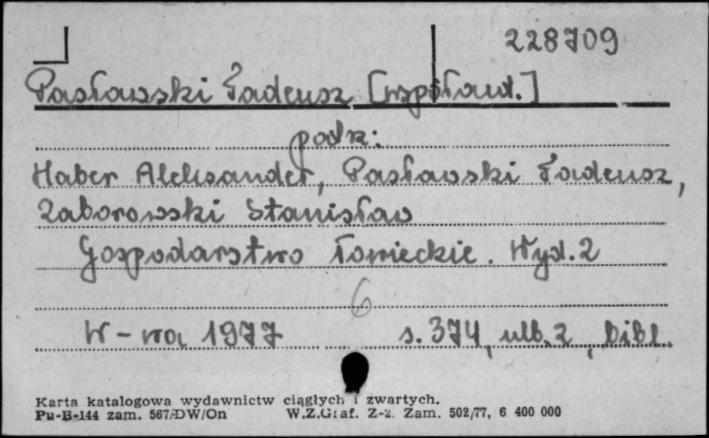 228709
Pasławski Tadeusz [współaut.]
podz:
Haber Aleksander, Pasławski Tadeusz,
Zaborowski Stanisław
Gospodarstwo łowieckie. Wyd. 2
6
W-wa 1977 s. 374, ulb. 2, bibl.
Karta katalogowa wydawnictw ciągłych i zwartych.
Pu-B-144 zam. 567/DW/On W.Z.Graf. Z-2. Zam. 502/77, 6 400 000